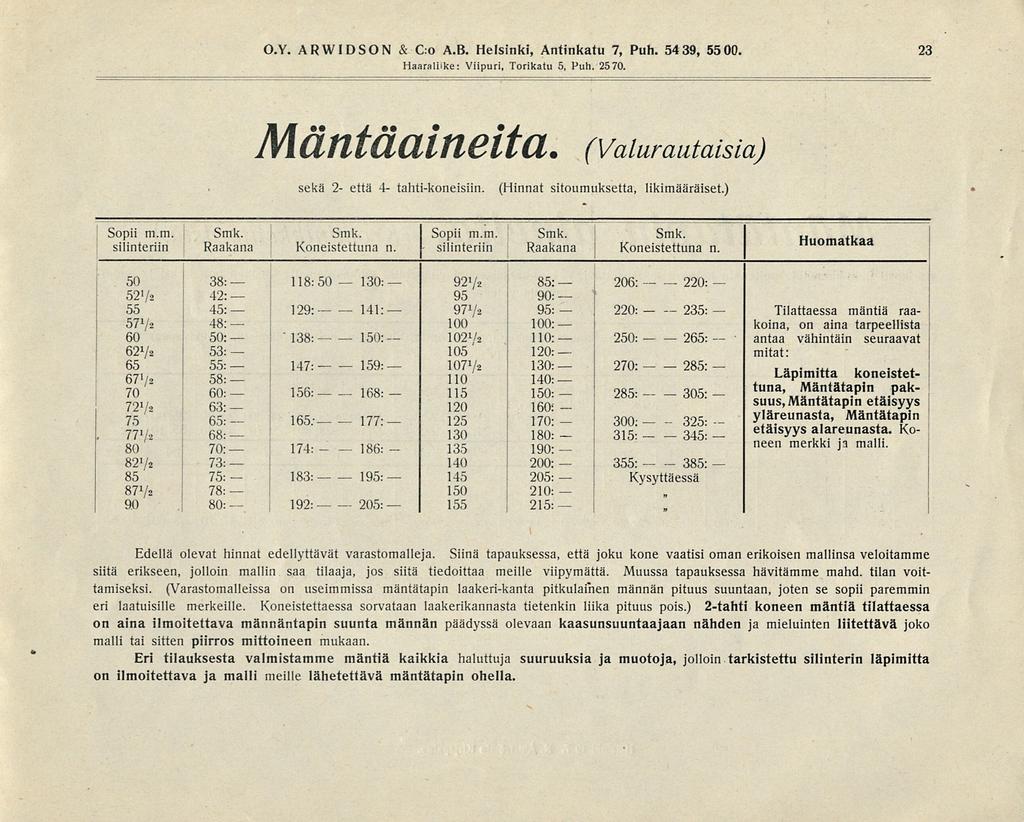 O.Y. ARWIDSON & C:o A.B. Helsinki, Antinkatu 7, Puh. 54 39, 55 00. 23
Haaraliike: Viipuri, Torikatu 5, Puh. 25 70.
Mäntäaineita. (Valurautaisia)
sekä 2- että 4- tahti-koneisiin. (Hinnat sitoumuksetta, likimääräiset.)
Sopii m.m. Smk. Smk. Sopii m.m. Smk. Smk. Huomatkaa
silinteriin Raakana Koneistettuna n. silinteriin Raakana Koneistettuna n.
50 38: — 118: 50 — 130: — 92¹/₂ 85: — 206: — — 220: —
52¹/₂ 42: — 95 90: —
55 45: — 129: — — 141: — 97¹/₂ 95: — 220: — — 235: — Tilattaessa mäntiä raa-
57¹/₂ 48: — 100 100: — koina, on aina tarpeellista
60 50: — 138: — — 150: — 102¹/₂ 110: — 250: — — 265: — antaa vähintäin seuraavat
62¹/₂ 53: — 105 120: — mitat:
65 55: — 147: — — 159: — 107¹/₂ 130: — 270: — — 285: — Läpimitta koneistet-
67¹/₂ 58: — 110 140: — tuna, Mäntätapin pak-
70 60: — 156: — — 168: — 115 150: — 285: — — 305: — suus, Mäntätapin etäisyys
72¹/₂ 63: — 120 160: — yläreunasta, Mäntätapin
75 65: — 165: — — 177: — 125 170: — 300: — — 325: — etäisyys alareunasta. Ko-
77¹/₂ 68: — 130 180: — 315: — — 345: — neen merkki ja malli.
80 70: — 174: — — 186: — 135 190: —
82¹/₂ 73: — 140 200: — 355: — — 385: —
85 75: — 183: — — 195: — 145 205: — Kysyttäessä
87¹/₂ 78: — 150 210: — "
90 80: — 192: — — 205: — 155 215: — "
Edellä olevat hinnat edellyttävät varastomalleja. Siinä tapauksessa, että joku kone vaatisi oman erikoisen mallinsa veloitamme
siitä erikseen, jolloin mallin saa tilaaja, jos siitä tiedoittaa meille viipymättä. Muussa tapauksessa hävitämme mahd. tilan voit-
tamiseksi. (Varastomalleissa on useimmissa mäntätapin laakeri-kanta pitkulainen männän pituus suuntaan, joten se sopii paremmin
eri laatuisille merkeille. Koneistettaessa sorvataan laakerikannasta tietenkin liika pituus pois.) 2-tahti koneen mäntiä tilattaessa
on aina ilmoitettava männäntapin suunta männän päädyssä olevaan kaasunsuuntaajaan nähden ja mieluinten liitettävä joko
malli tai sitten piirros mittoineen mukaan.
Eri tilauksesta valmistamme mäntiä kaikkia haluttuja suuruuksia ja muotoja, jolloin tarkistettu silinterin läpimitta
on ilmoitettava ja malli meille lähetettävä mäntätapin ohella.